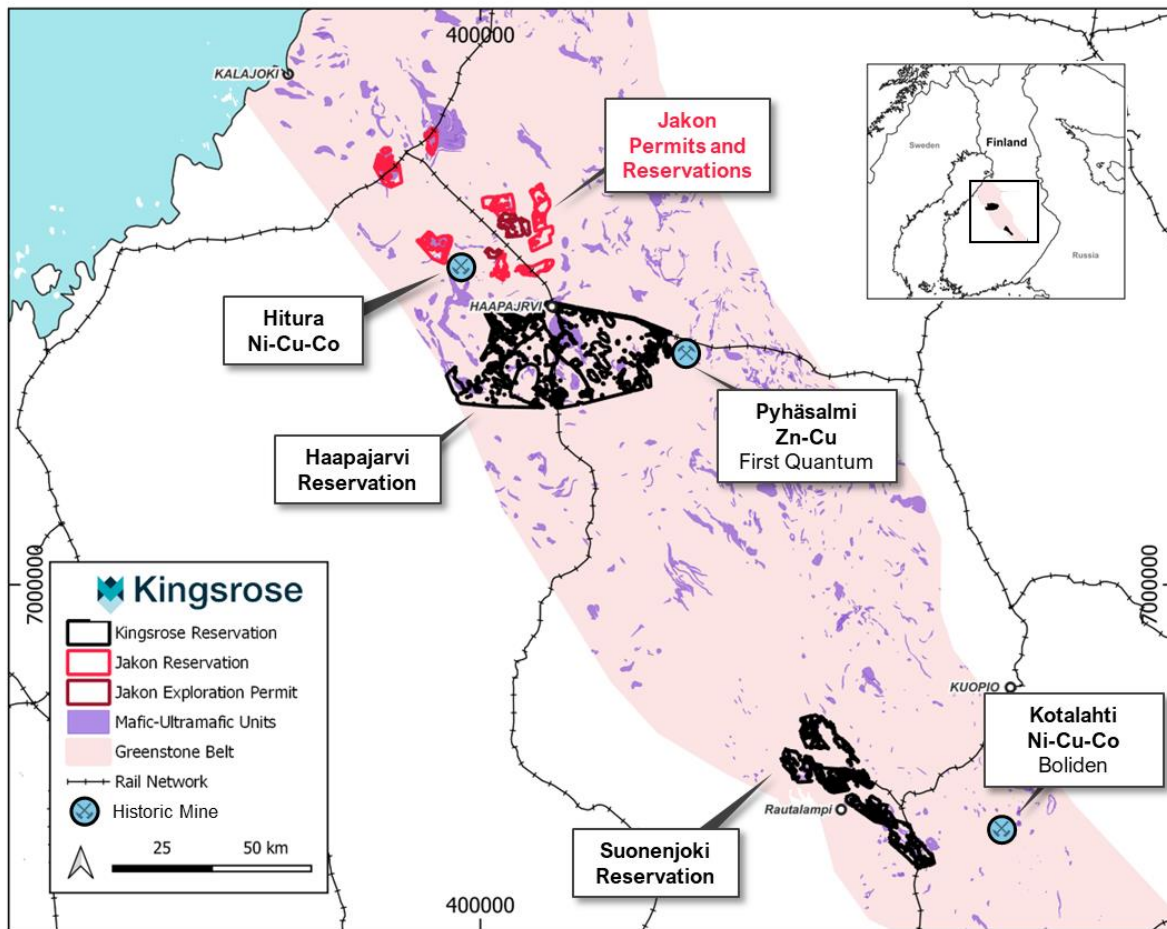 400000
KALAJOKI
Jakon
Permits and
Reservations
Sweden
Finland
Russia
Hitura
Ni-Cu-Co
HAAPAJRVI
Haapajarvi
Reservation
Pyhäsalmi
Zn-Cu
First Quantum
7000000
7000000
Kingsrose
Kingsrose Reservation
Jakon Reservation
Jakon Exploration Permit
Mafic-Ultramafic Units
Greenstone Belt
Rail Network
Historic Mine
25 50 km
KUOPIO
Kotalahti
Ni-Cu-Co
Boliden
Rautalampi
Suonenjoki
Reservation
400000